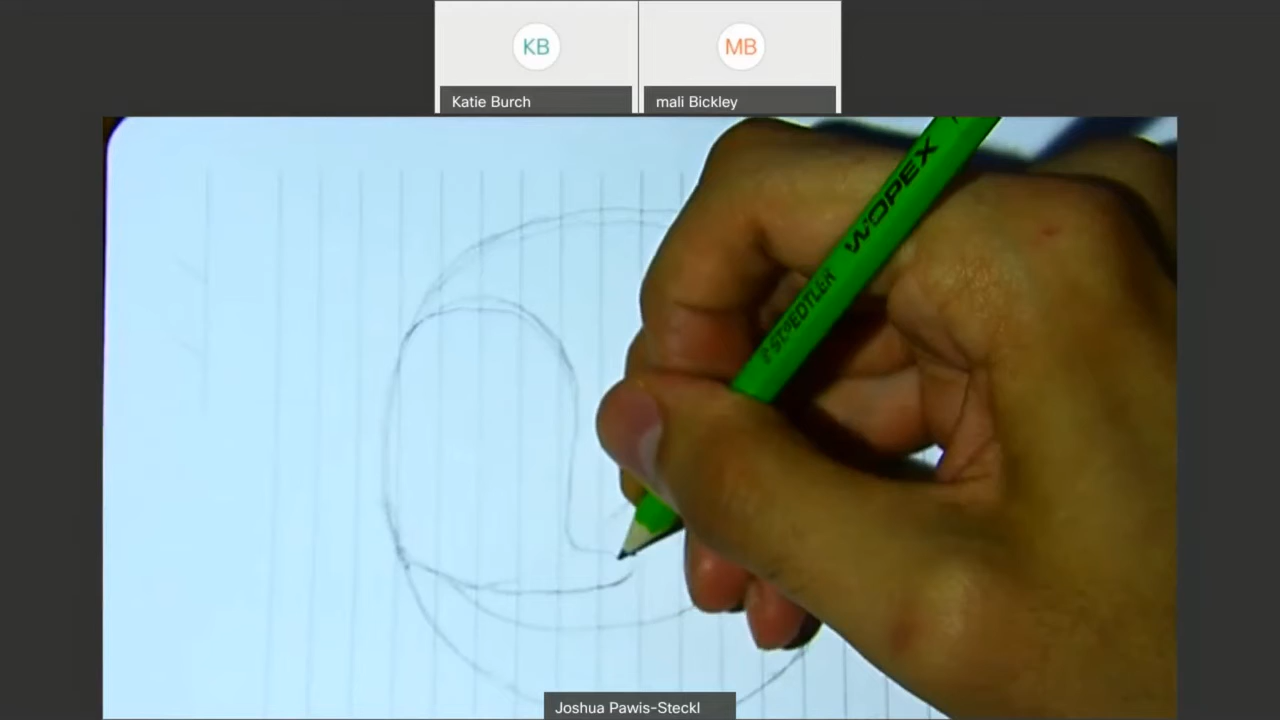 KB
MB
Katie Burch
mali Bickley
STAEDTLER WOPEX
Joshua Pawis-Steckl